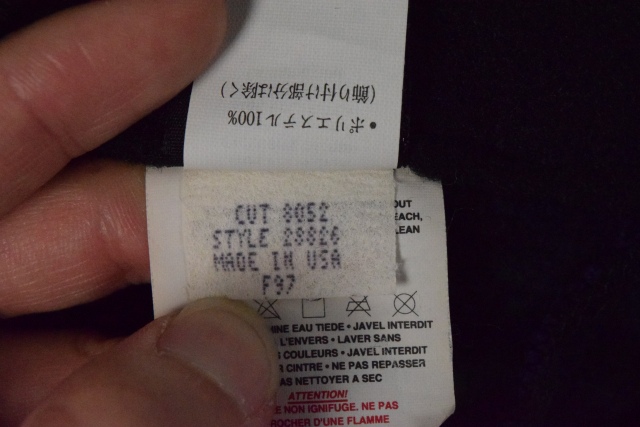 • ポリエステル100%
(飾り付け部分は除く)
CUT 8052
STYLE 28826
MADE IN USA
F97
OUT
EACH,
LEAN
INE EAU TIEDE • JAVEL INTERDIT
L'ENVERS • LAVER SANS
COULEURS • JAVEL INTERDIT
R CINTRE • NE PAS REPASSER
AS NETTOYER A SEC
ATTENTION!
E NON IGNIFUGE. NE PAS
ROCHER D'UNE FLAMME